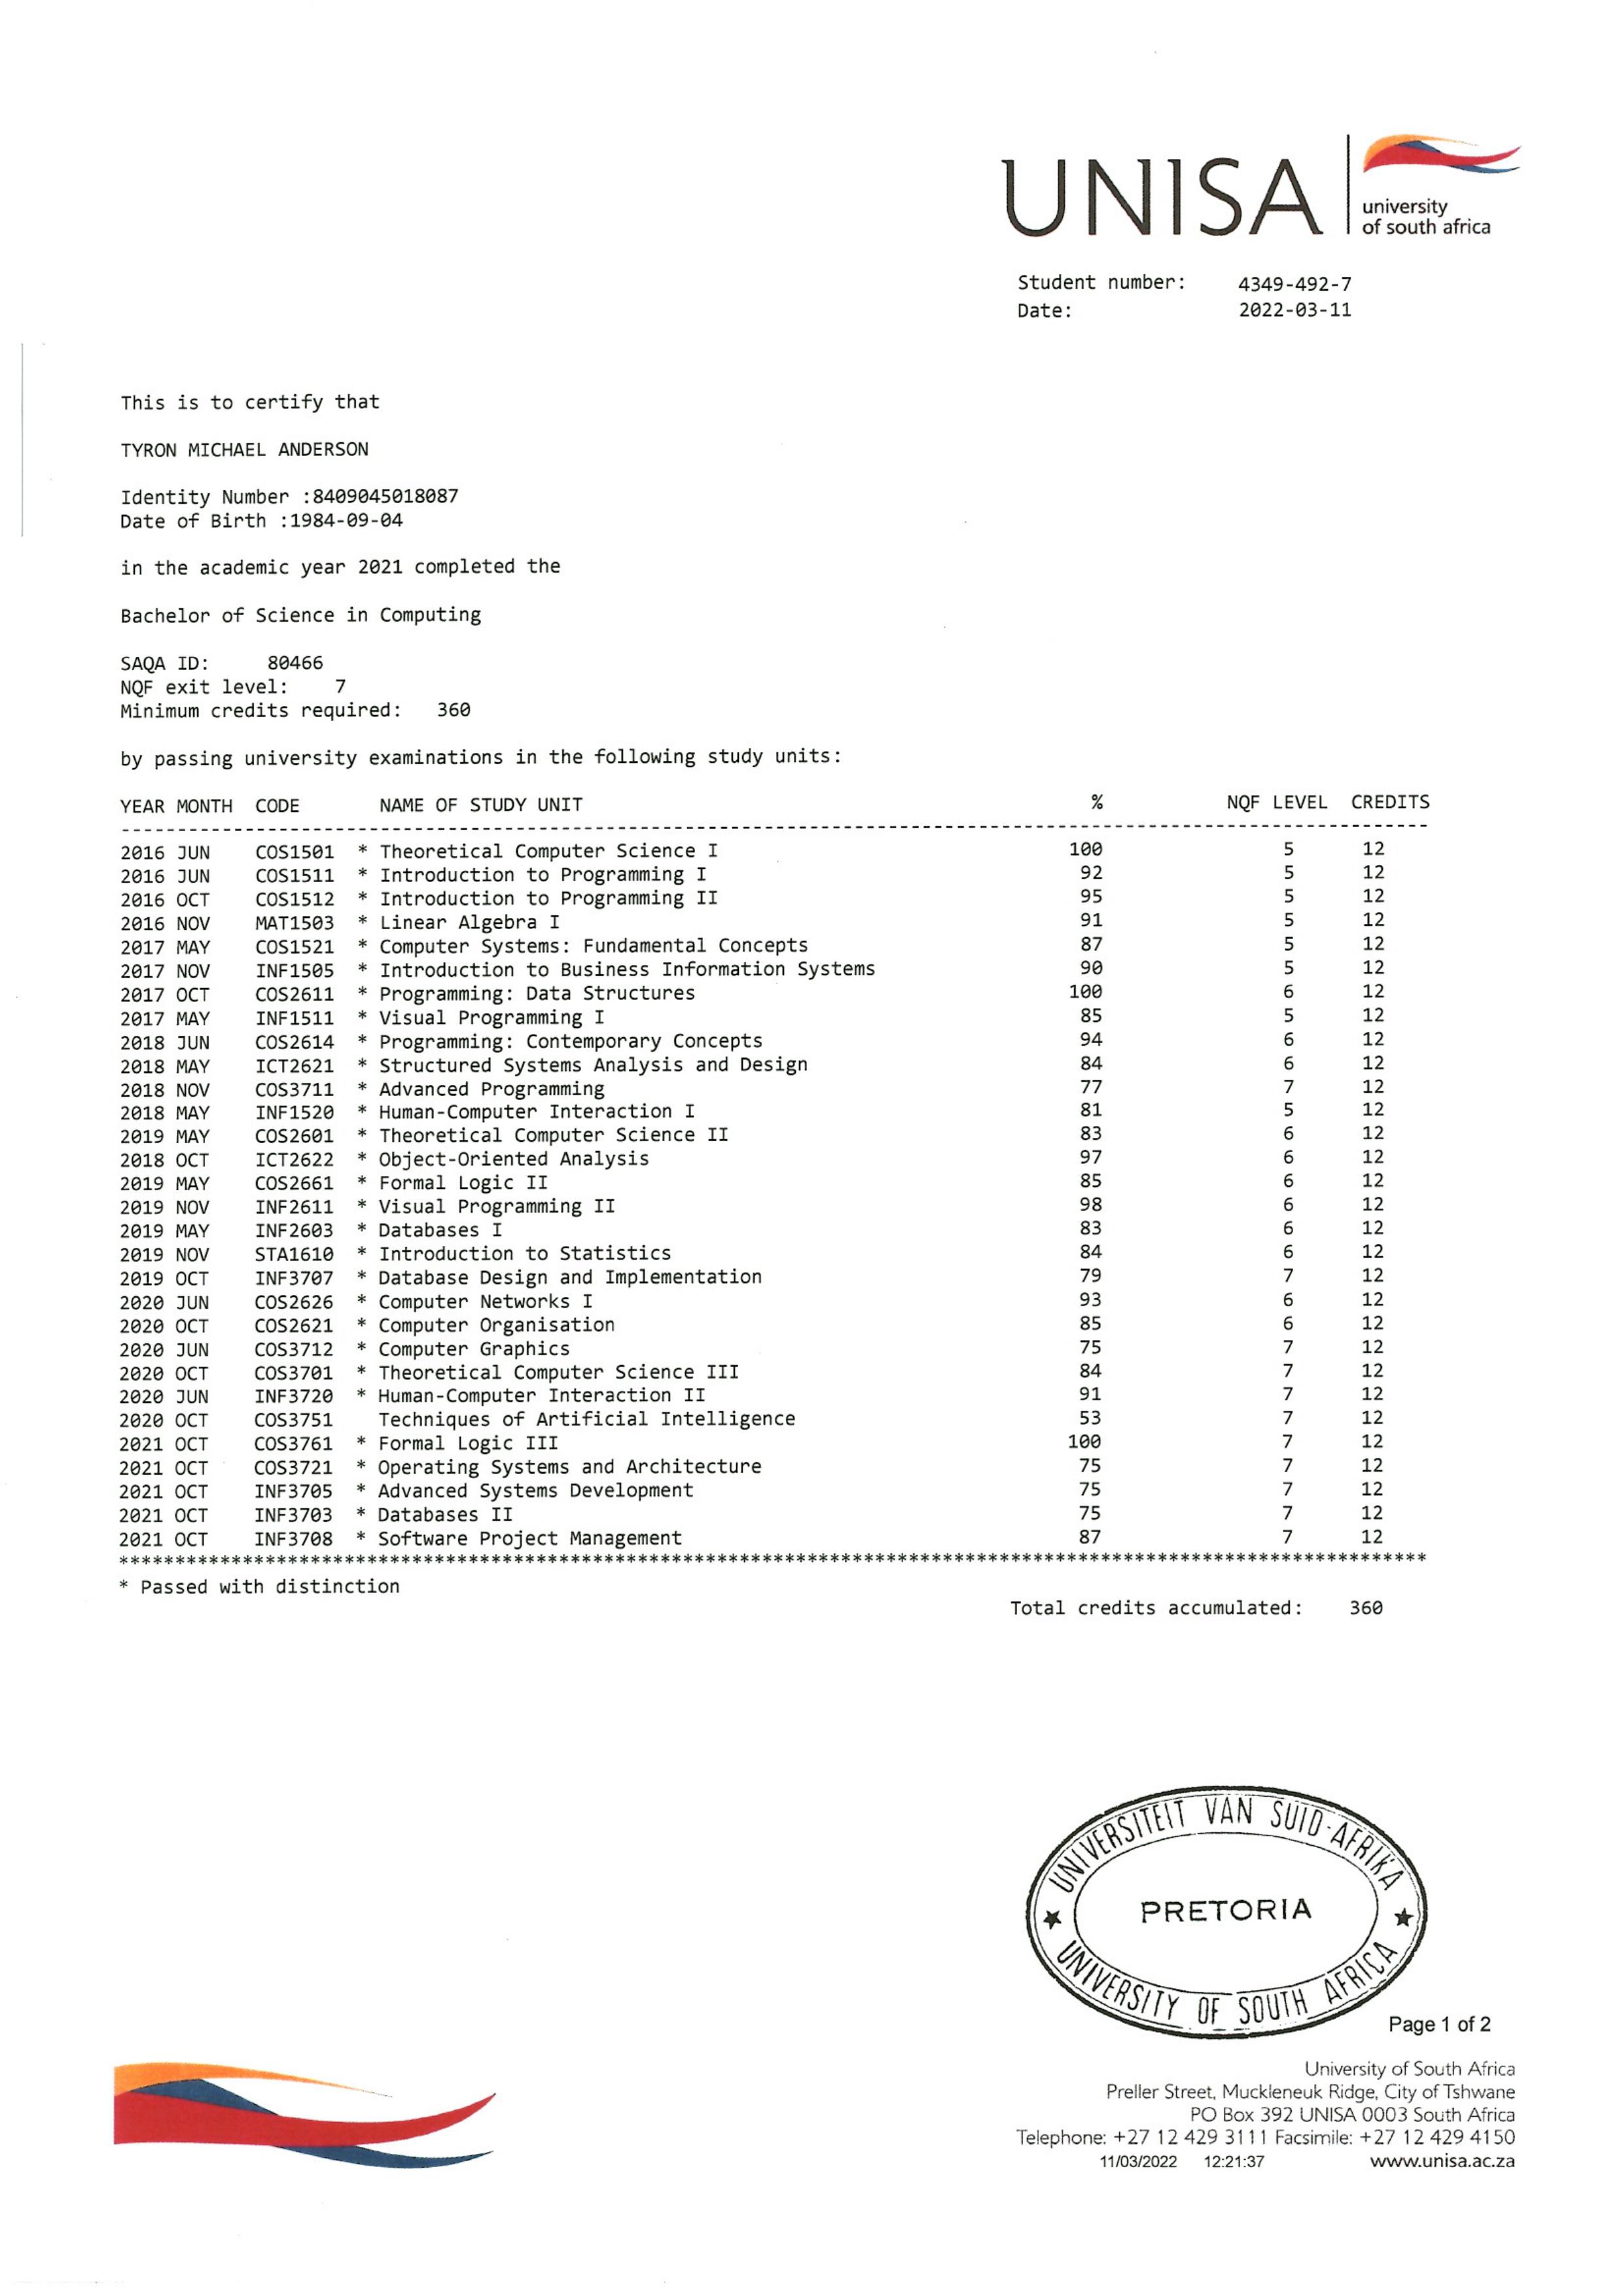 UNISA
university
of south africa
Student number: 4349-492-7
Date: 2022-03-11
This is to certify that
TYRON MICHAEL ANDERSON
Identity Number :8409045018087
Date of Birth :1984-09-04
in the academic year 2021 completed the
Bachelor of Science in Computing
SAQA ID: 80466
NQF exit level: 7
Minimum credits required: 360
by passing university examinations in the following study units:
YEAR MONTH CODE NAME OF STUDY UNIT % NQF LEVEL CREDITS
2016 JUN COS1501 * Theoretical Computer Science I 100 5 12
2016 JUN COS1511 * Introduction to Programming I 92 5 12
2016 OCT COS1512 * Introduction to Programming II 95 5 12
2016 NOV MAT1503 * Linear Algebra I 91 5 12
2017 MAY COS1521 * Computer Systems: Fundamental Concepts 87 5 12
2017 NOV INF1505 * Introduction to Business Information Systems 90 5 12
2017 OCT COS2611 * Programming: Data Structures 100 6 12
2017 MAY INF1511 * Visual Programming I 85 5 12
2018 JUN COS2614 * Programming: Contemporary Concepts 94 6 12
2018 MAY ICT2621 * Structured Systems Analysis and Design 84 6 12
2018 NOV COS3711 * Advanced Programming 77 7 12
2018 MAY INF1520 * Human-Computer Interaction I 81 5 12
2019 MAY COS2601 * Theoretical Computer Science II 83 6 12
2018 OCT ICT2622 * Object-Oriented Analysis 97 6 12
2019 MAY COS2661 * Formal Logic II 85 6 12
2019 NOV INF2611 * Visual Programming II 98 6 12
2019 MAY INF2603 * Databases I 83 6 12
2019 NOV STA1610 * Introduction to Statistics 84 6 12
2019 OCT INF3707 * Database Design and Implementation 79 7 12
2020 JUN COS2626 * Computer Networks I 93 6 12
2020 OCT COS2621 * Computer Organisation 85 6 12
2020 JUN COS3712 * Computer Graphics 75 7 12
2020 OCT COS3701 * Theoretical Computer Science III 84 7 12
2020 JUN INF3720 * Human-Computer Interaction II 91 7 12
2020 OCT COS3751 Techniques of Artificial Intelligence 53 7 12
2021 OCT COS3761 * Formal Logic III 100 7 12
2021 OCT COS3721 * Operating Systems and Architecture 75 7 12
2021 OCT INF3705 * Advanced Systems Development 75 7 12
2021 OCT INF3703 * Databases II 75 7 12
2021 OCT INF3708 * Software Project Management 87 7 12
* Passed with distinction
Total credits accumulated: 360
UNIVERSITEIT VAN SUID-AFRIKA
PRETORIA
UNIVERSITY OF SOUTH AFRICA
Page 1 of 2
University of South Africa
Preller Street, Muckleneuk Ridge, City of Tshwane
PO Box 392 UNISA 0003 South Africa
Telephone: +27 12 429 3111 Facsimile: +27 12 429 4150
11/03/2022 12:21:37 www.unisa.ac.za